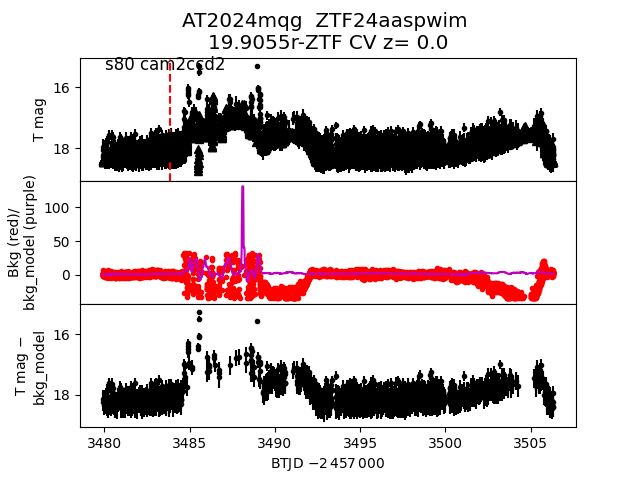 AT2024mqg  ZTF24aaspwim
19.9055r-ZTF CV z= 0.0
s80 cam2ccd2
T mag
16
18
Bkg (red)/
bkg_model (purple)
100
50
0
T mag −
bkg_model
16
18
3480 3485 3490 3495 3500 3505
BTJD −2 457 000